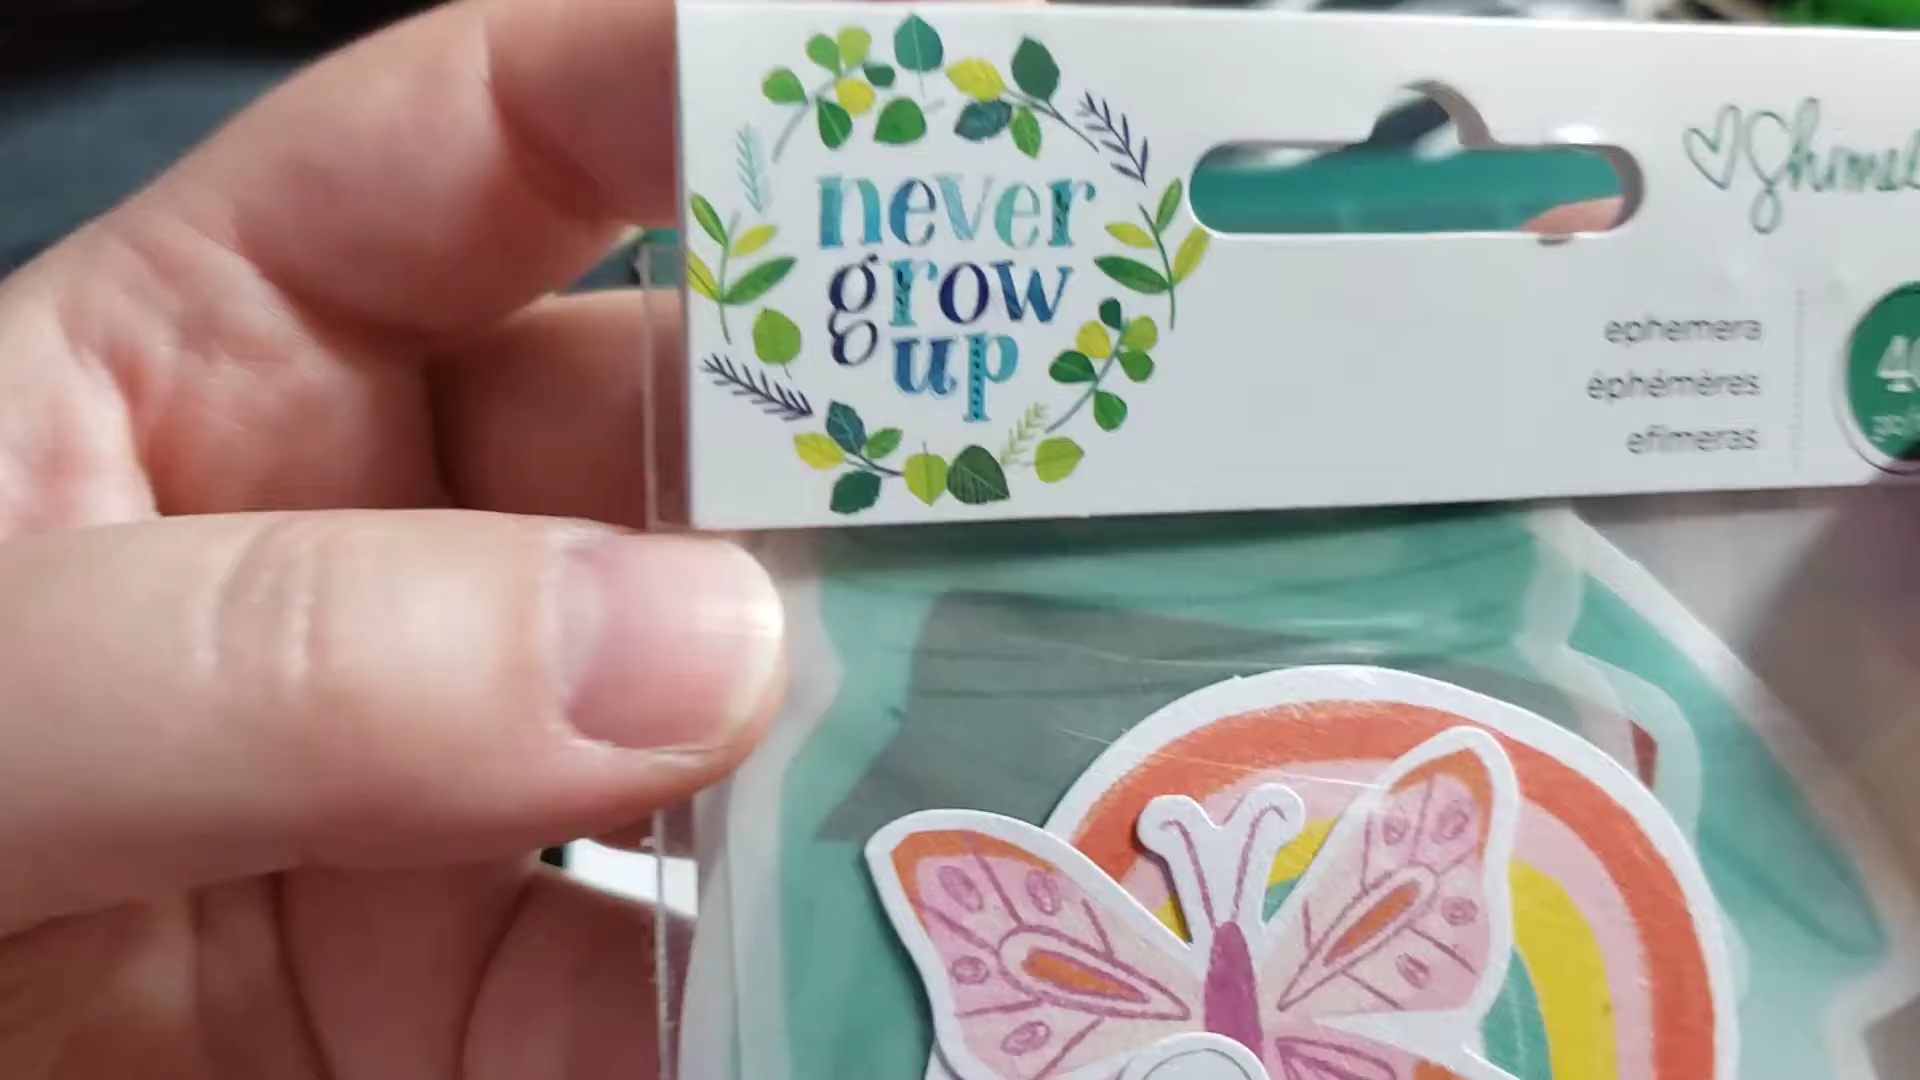 never
grow
up
ephemera
éphémères
efímeras